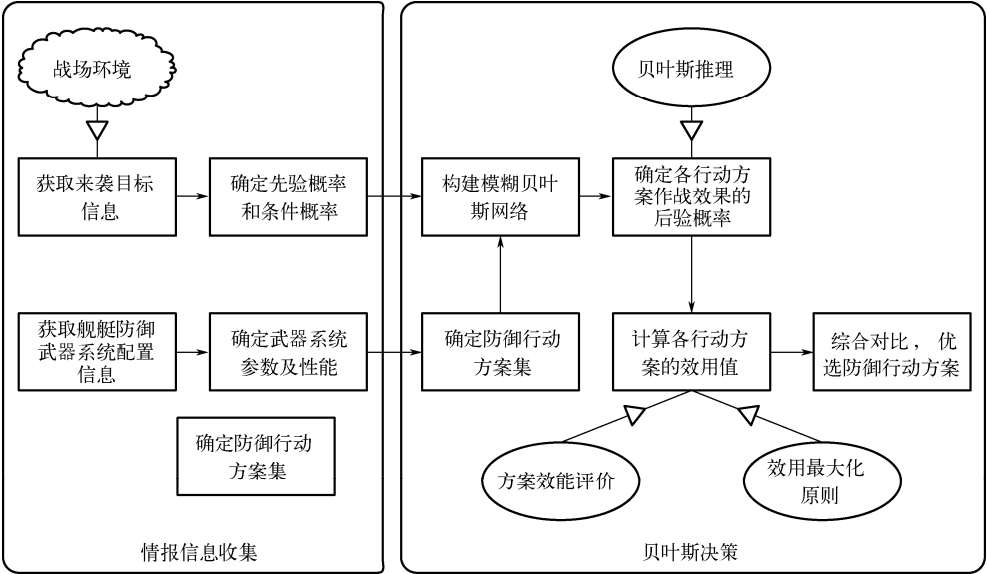 战场环境
获取来袭目标
信息
确定先验概率
和条件概率
获取舰艇防御
武器系统配置
信息
确定武器系统
参数及性能
确定防御行动
方案集
情报信息收集
贝叶斯推理
构建模糊贝叶
斯网络
确定各行动方
案作战效果的
后验概率
确定防御行动
方案集
计算各行动方
案的效用值
综合对比，优
选防御行动方案
方案效能评价
效用最大化
原则
贝叶斯决策